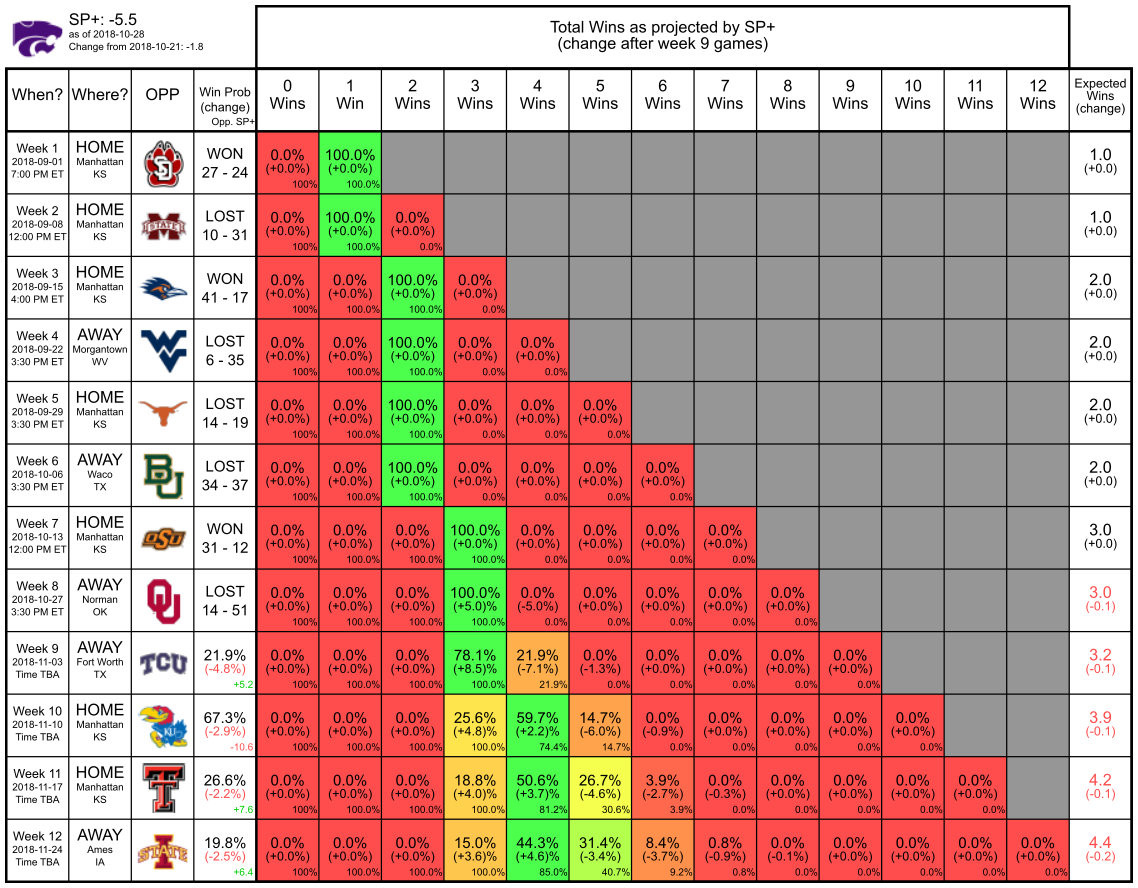 SP+: -5.5
as of 2018-10-28
Change from 2018-10-21: -1.8
Total Wins as projected by SP+
(change after week 9 games)
When? Where? OPP Win Prob (change) Opp. SP+ 0 Wins 1 Win 2 Wins 3 Wins 4 Wins 5 Wins 6 Wins 7 Wins 8 Wins 9 Wins 10 Wins 11 Wins 12 Wins Expected Wins (change)
Week 1 HOME WON 0.0% 100.0% 1.0
2018-09-01 Manhattan 27 - 24 (+0.0%) (+0.0%) (+0.0)
7:00 PM ET KS SD 100% 100.0%
Week 2 HOME LOST 0.0% 100.0% 0.0% 1.0
2018-09-08 Manhattan STATE 10 - 31 (+0.0%) (+0.0%) (+0.0%) (+0.0)
12:00 PM ET KS 100% 100.0% 0.0%
Week 3 HOME WON 0.0% 0.0% 100.0% 0.0% 2.0
2018-09-15 Manhattan 41 - 17 (+0.0%) (+0.0%) (+0.0%) (+0.0%) (+0.0)
4:00 PM ET KS 100% 100.0% 100.0% 0.0%
Week 4 AWAY LOST 0.0% 0.0% 100.0% 0.0% 0.0% 2.0
2018-09-22 Morgantown WV 6 - 35 (+0.0%) (+0.0%) (+0.0%) (+0.0%) (+0.0%) (+0.0)
3:30 PM ET WV 100% 100.0% 100.0% 0.0% 0.0%
Week 5 HOME LOST 0.0% 0.0% 100.0% 0.0% 0.0% 0.0% 2.0
2018-09-29 Manhattan 14 - 19 (+0.0%) (+0.0%) (+0.0%) (+0.0%) (+0.0%) (+0.0%) (+0.0)
3:30 PM ET KS 100% 100.0% 100.0% 0.0% 0.0% 0.0%
Week 6 AWAY LOST 0.0% 0.0% 100.0% 0.0% 0.0% 0.0% 0.0% 2.0
2018-10-06 Waco BU 34 - 37 (+0.0%) (+0.0%) (+0.0%) (+0.0%) (+0.0%) (+0.0%) (+0.0%) (+0.0)
3:30 PM ET TX 100% 100.0% 100.0% 0.0% 0.0% 0.0% 0.0%
Week 7 HOME WON 0.0% 0.0% 0.0% 100.0% 0.0% 0.0% 0.0% 0.0% 3.0
2018-10-13 Manhattan OSU 31 - 12 (+0.0%) (+0.0%) (+0.0%) (+0.0%) (+0.0%) (+0.0%) (+0.0%) (+0.0%) (+0.0)
12:00 PM ET KS 100% 100.0% 100.0% 100.0% 0.0% 0.0% 0.0% 0.0%
Week 8 AWAY LOST 0.0% 0.0% 0.0% 100.0% 0.0% 0.0% 0.0% 0.0% 0.0% 3.0
2018-10-27 Norman OU 14 - 51 (+0.0%) (+0.0%) (+0.0%) (+5.0)% (-5.0%) (+0.0%) (+0.0%) (+0.0%) (+0.0%) (-0.1)
3:30 PM ET OK 100% 100.0% 100.0% 100.0% 0.0% 0.0% 0.0% 0.0% 0.0%
Week 9 AWAY 21.9% 0.0% 0.0% 0.0% 78.1% 21.9% 0.0% 0.0% 0.0% 0.0% 0.0% 3.2
2018-11-03 Fort Worth TCU (-4.8%) (+0.0%) (+0.0%) (+0.0%) (+8.5)% (-7.1%) (-1.3%) (+0.0%) (+0.0%) (+0.0%) (+0.0%) (-0.1)
Time TBA TX +5.2 100% 100.0% 100.0% 100.0% 21.9% 0.0% 0.0% 0.0% 0.0% 0.0%
Week 10 HOME 67.3% 0.0% 0.0% 0.0% 25.6% 59.7% 14.7% 0.0% 0.0% 0.0% 0.0% 0.0% 3.9
2018-11-10 Manhattan KU (-2.9%) (+0.0%) (+0.0%) (+0.0%) (+4.8)% (+2.2)% (-6.0%) (-0.9%) (+0.0%) (+0.0%) (+0.0%) (+0.0%) (-0.1)
Time TBA KS -10.6 100% 100.0% 100.0% 100.0% 74.4% 14.7% 0.0% 0.0% 0.0% 0.0% 0.0%
Week 11 HOME 26.6% 0.0% 0.0% 0.0% 18.8% 50.6% 26.7% 3.9% 0.0% 0.0% 0.0% 0.0% 0.0% 4.2
2018-11-17 Manhattan T (-2.2%) (+0.0%) (+0.0%) (+0.0%) (+4.0)% (+3.7)% (-4.6%) (-2.7%) (-0.3%) (+0.0%) (+0.0%) (+0.0%) (+0.0%) (-0.1)
Time TBA KS +7.6 100% 100.0% 100.0% 100.0% 81.2% 30.6% 3.9% 0.0% 0.0% 0.0% 0.0% 0.0%
Week 12 AWAY 19.8% 0.0% 0.0% 0.0% 15.0% 44.3% 31.4% 8.4% 0.8% 0.0% 0.0% 0.0% 0.0% 0.0% 4.4
2018-11-24 Ames STATE (-2.5%) (+0.0%) (+0.0%) (+0.0%) (+3.6)% (+4.6)% (-3.4%) (-3.7%) (-0.9%) (-0.1%) (+0.0%) (+0.0%) (+0.0%) (+0.0%) (-0.2)
Time TBA IA +6.4 100% 100.0% 100.0% 100.0% 85.0% 40.7% 9.2% 0.8% 0.0% 0.0% 0.0% 0.0% 0.0%